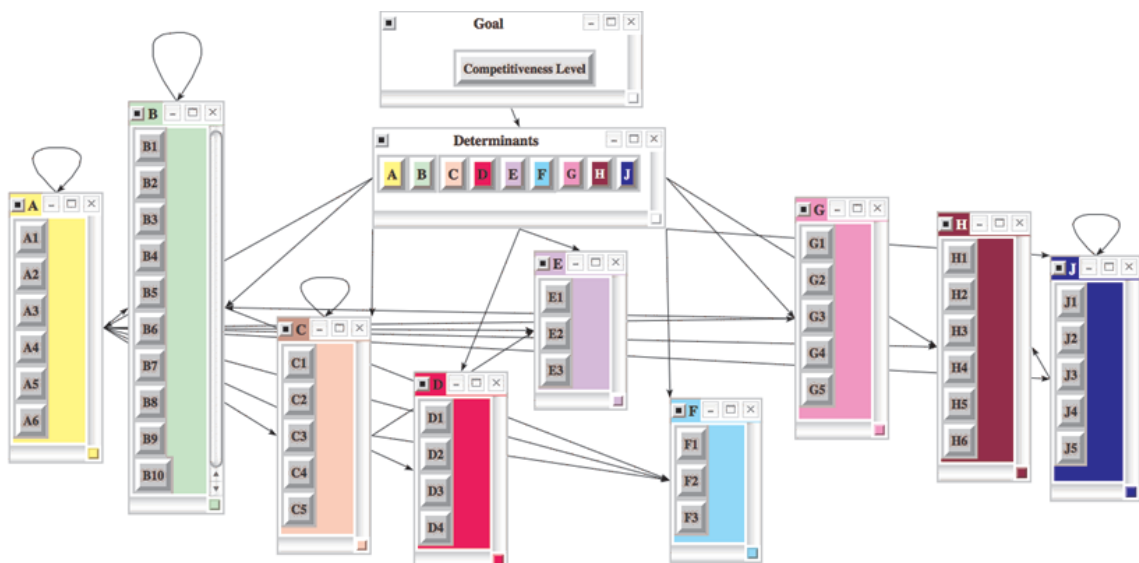 Goal
Competitiveness Level
Determinants
A B C D E F G H J
A
A1
A2
A3
A4
A5
A6
B
B1
B2
B3
B4
B5
B6
B7
B8
B9
B10
C
C1
C2
C3
C4
C5
D
D1
D2
D3
D4
E
E1
E2
E3
F
F1
F2
F3
G
G1
G2
G3
G4
G5
H
H1
H2
H3
H4
H5
H6
J
J1
J2
J3
J4
J5